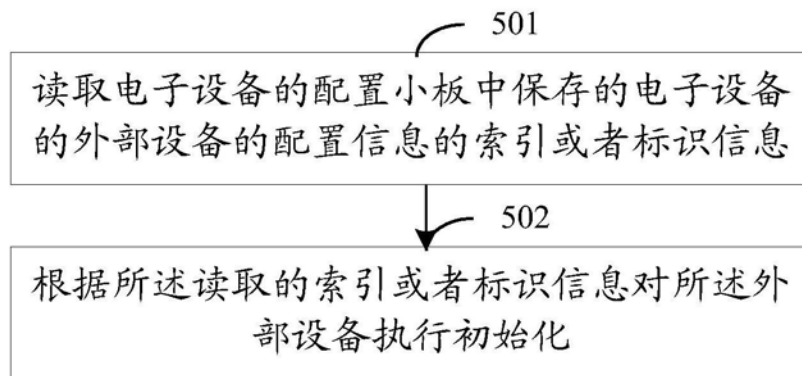 501
读取电子设备的配置小板中保存的电子设备
的外部设备的配置信息的索引或者标识信息
502
根据所述读取的索引或者标识信息对所述外
部设备执行初始化